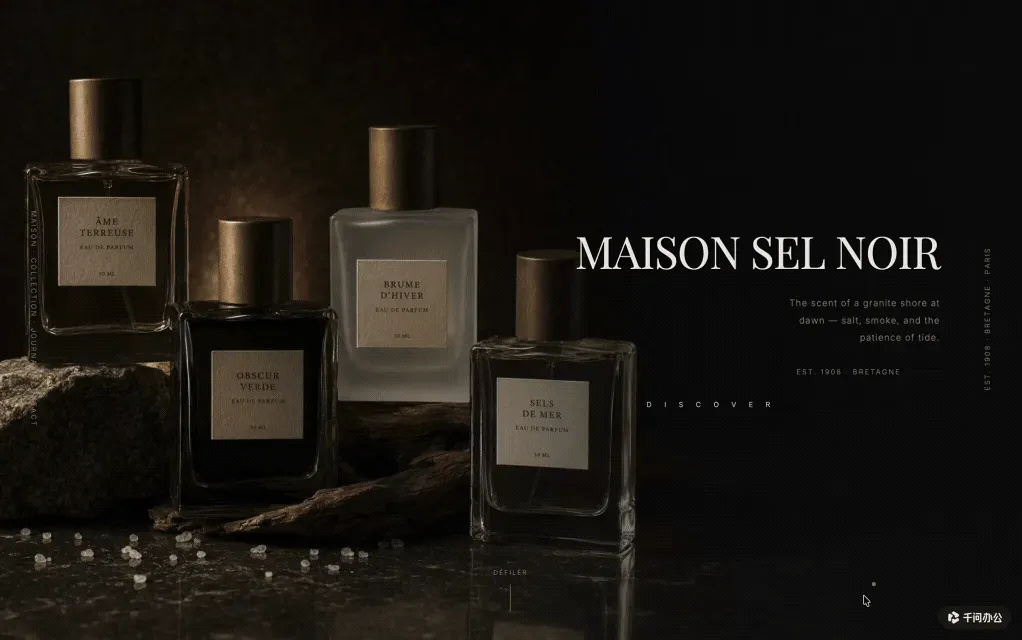 ÂME
TERREUSE
EAU DE PARFUM
50 ML
OBSCUR
VERDE
EAU DE PARFUM
50 ML
BRUME
D'HIVER
EAU DE PARFUM
50 ML
SELS
DE MER
EAU DE PARFUM
50 ML
MAISON · COLLECTION · JOURN
ACT
MAISON SEL NOIR
The scent of a granite shore at
dawn — salt, smoke, and the
patience of tide.
EST. 1908 · BRETAGNE
DISCOVER
EST. 1908 · BRETAGNE · PARIS
DÉFILER
千问办公